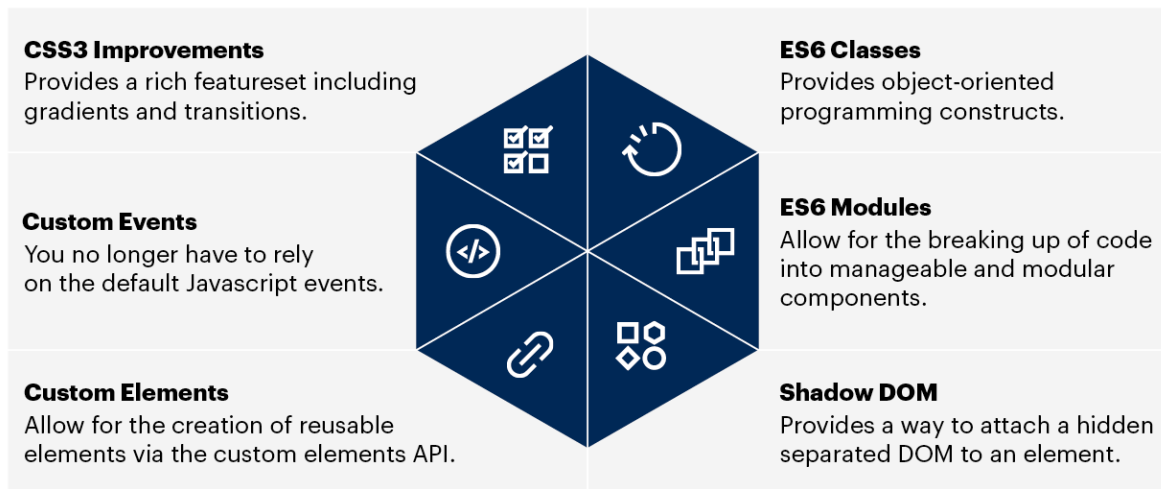 CSS3 Improvements
Provides a rich featureset including
gradients and transitions.
ES6 Classes
Provides object-oriented
programming constructs.
Custom Events
You no longer have to rely
on the default Javascript events.
ES6 Modules
Allow for the breaking up of code
into manageable and modular
components.
Custom Elements
Allow for the creation of reusable
elements via the custom elements API.
Shadow DOM
Provides a way to attach a hidden
separated DOM to an element.